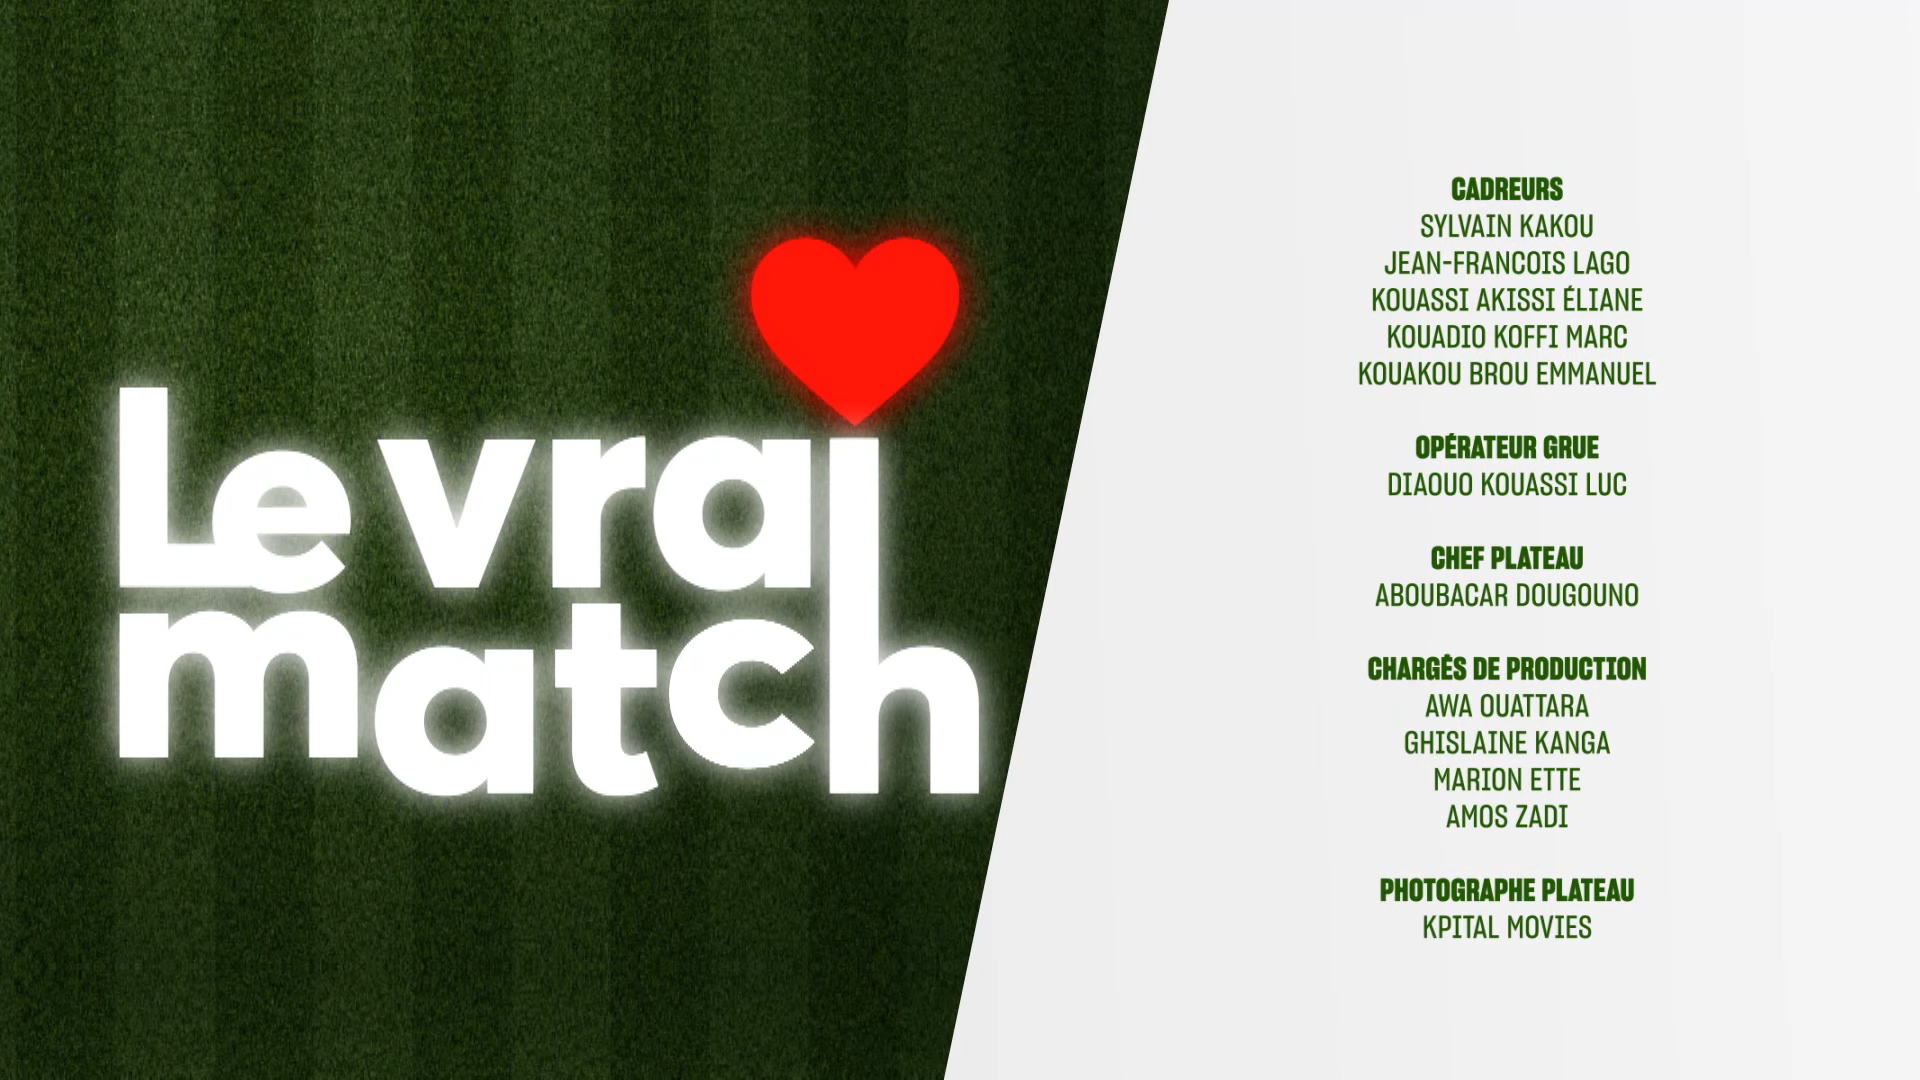 Le vrai
match
CADREURS
SYLVAIN KAKOU
JEAN-FRANCOIS LAGO
KOUASSI AKISSI ÉLIANE
KOUADIO KOFFI MARC
KOUAKOU BROU EMMANUEL
OPÉRATEUR GRUE
DIAOUO KOUASSI LUC
CHEF PLATEAU
ABOUBACAR DOUGOUNO
CHARGÉS DE PRODUCTION
AWA OUATTARA
GHISLAINE KANGA
MARION ETTE
AMOS ZADI
PHOTOGRAPHE PLATEAU
KPITAL MOVIES